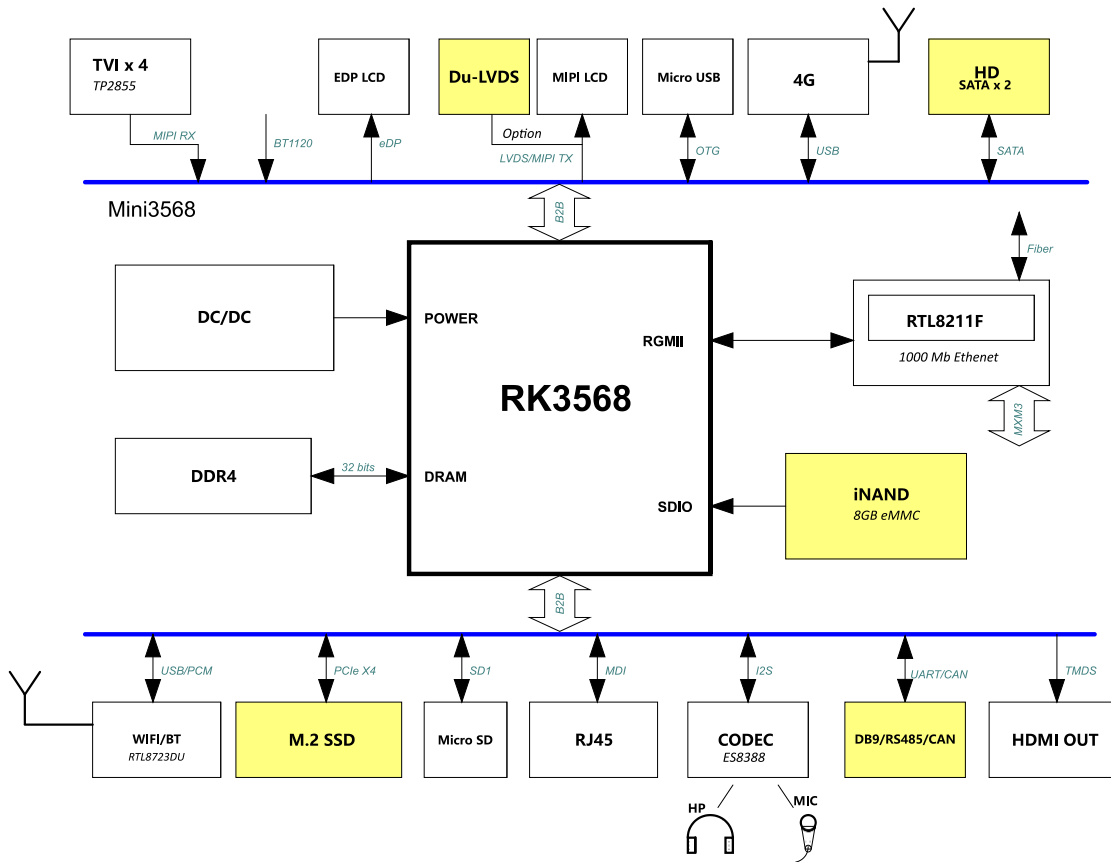 TVI x 4
TP2855
EDP LCD
Du-LVDS
MIPI LCD
Micro USB
4G
HD
SATA x 2
MIPI RX
BT1120
eDP
Option
LVDS/MIPI TX
OTG
USB
SATA
Mini3568
B2B
Fiber
DC/DC
POWER
RGMII
RTL8211F
1000 Mb Ethenet
RK3568
MXM3
DDR4
32 bits
DRAM
SDIO
iNAND
8GB eMMC
B2B
USB/PCM
PCIe X4
SD1
MDI
I2S
UART/CAN
TMDS
WIFI/BT
RTL8723DU
M.2 SSD
Micro SD
RJ45
CODEC
ES8388
DB9/RS485/CAN
HDMI OUT
HP
MIC